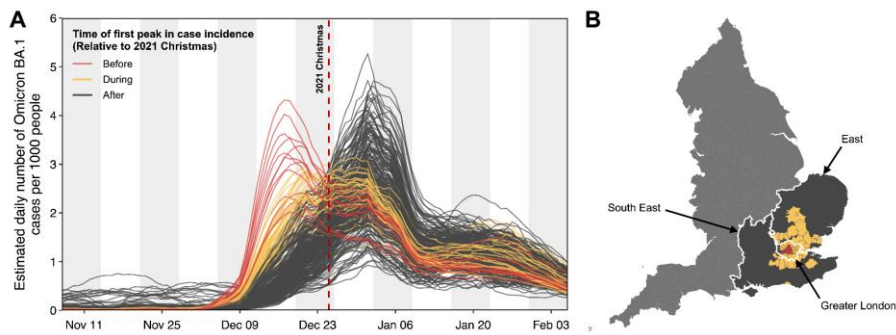 A
Time of first peak in case incidence
(Relative to 2021 Christmas)
Before
During
After
2021 Christmas
Estimated daily number of Omicron BA.1
cases per 1000 people
6
5
4
3
2
1
0
Nov 11
Nov 25
Dec 09
Dec 23
Jan 06
Jan 20
Feb 03
B
East
South East
Greater London